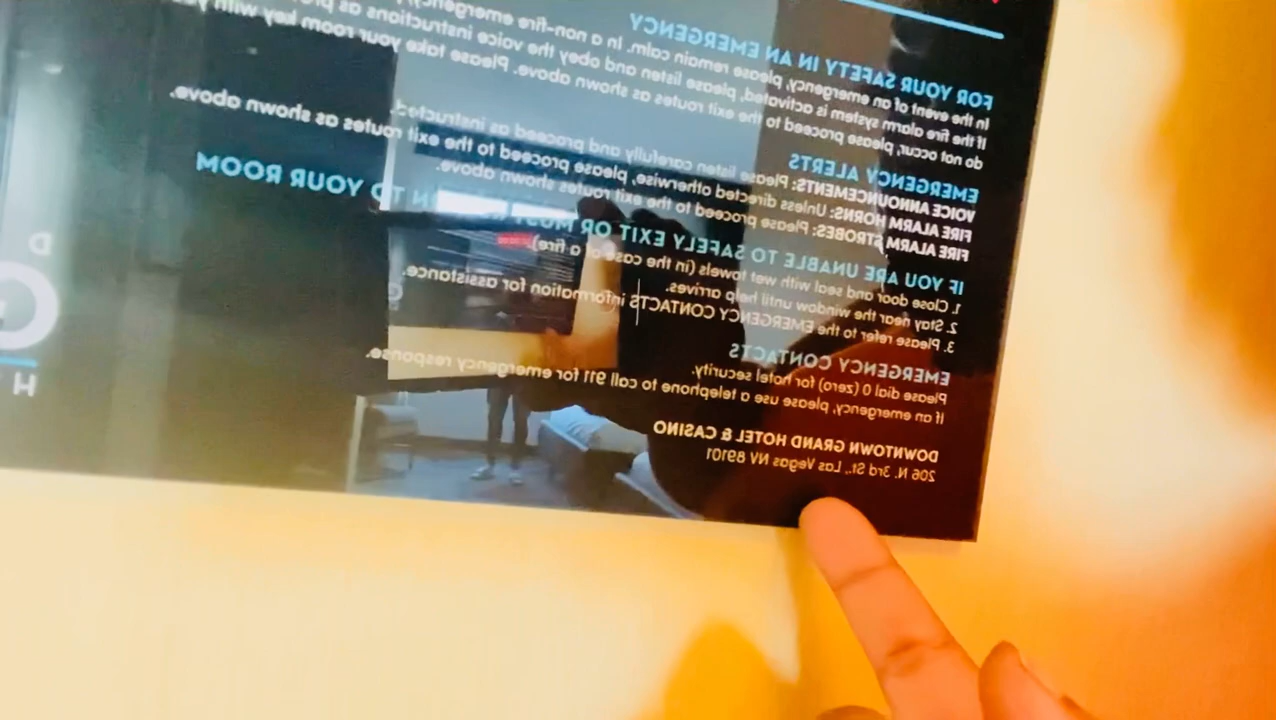 FOR YOUR SAFETY IN AN EMERGENCY
In the event of an emergency, please remain calm. In a non-fire emergency
If the fire alarm system is activated, please listen and obey the voice instructions as
do not occur, please proceed to the exit routes as shown above. Please take your room key with
EMERGENCY ALERTS
VOICE ANNOUNCEMENTS: Please listen carefully and proceed as instructed.
FIRE ALARM HORNS: Unless directed otherwise, please proceed to the exit routes as shown above.
FIRE ALARM STROBES: Please proceed to the exit routes shown above.
IF YOU ARE UNABLE TO SAFELY EXIT OR MUST IN TO YOUR ROOM
1. Close door and seal with wet towels (in the case of a fire)
2. Stay near the window until help arrives.
3. Please refer to the EMERGENCY CONTACTS information for assistance.
EMERGENCY CONTACTS
Please dial 0 (zero) for hotel security.
If an emergency, please use a telephone to call 911 for emergency response.
DOWNTOWN GRAND HOTEL & CASINO
206 N. 3rd St., Las Vegas NV 89101
D
H